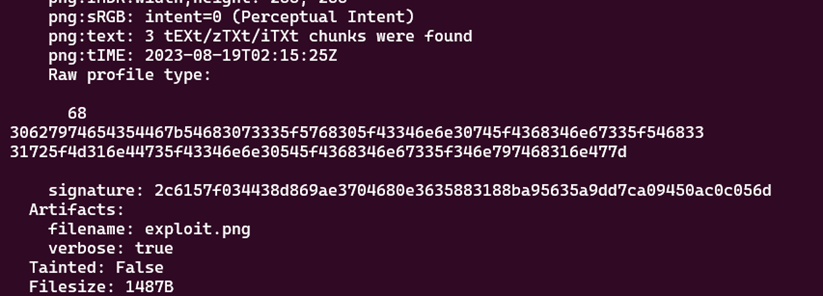 png:IHDR.width,height:
png:sRGB: intent=0 (Perceptual Intent)
png:text: 3 tEXt/zTXt/iTXt chunks were found
png:tIME: 2023-08-19T02:15:25Z
Raw profile type:
68
30627974654354467b54683073335f5768305f43346e6e30745f4368346e67335f546833
31725f4d316e44735f43346e6e30545f4368346e67335f346e797468316e477d
signature: 2c6157f034438d869ae3704680e3635883188ba95635a9dd7ca09450ac0c056d
Artifacts:
filename: exploit.png
verbose: true
Tainted: False
Filesize: 1487B